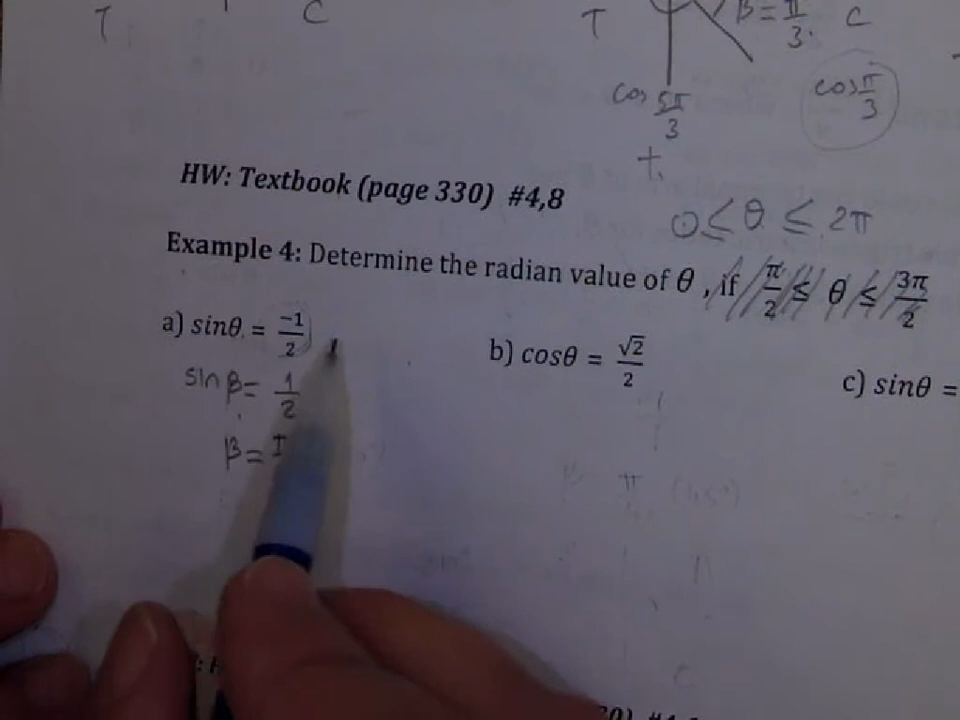 T C T β = π/3 C
cos 5π/3 cos π/3
+
HW: Textbook (page 330) #4,8
0 ≤ θ ≤ 2π
Example 4: Determine the radian value of θ , if π/2 ≤ θ ≤ 3π/2
a) sinθ = -1/2 b) cosθ = √2/2 c) sinθ =
sin β = 1/2
β =